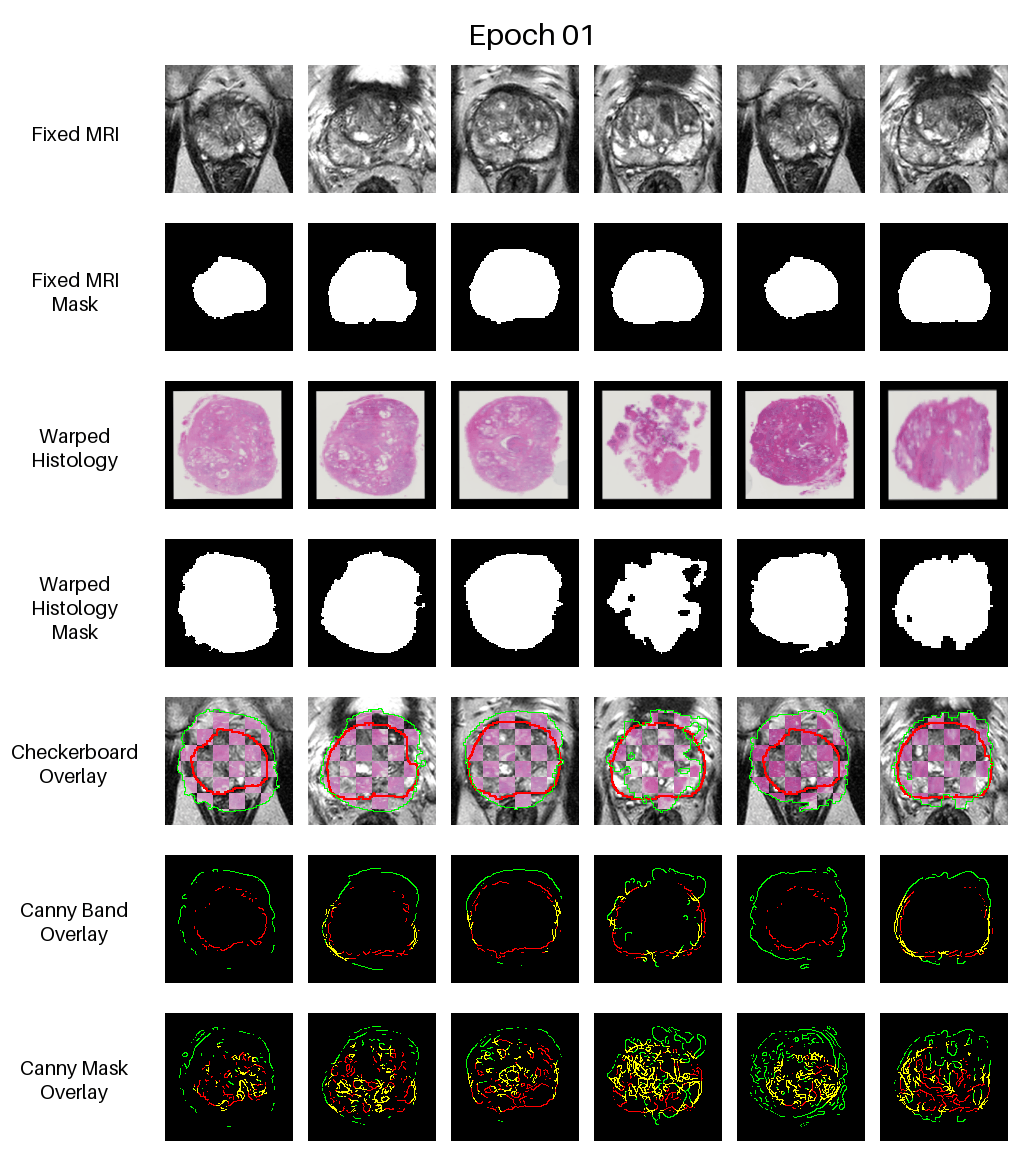 Epoch 01
Fixed MRI
Fixed MRI
Mask
Warped
Histology
Warped
Histology
Mask
Checkerboard
Overlay
Canny Band
Overlay
Canny Mask
Overlay